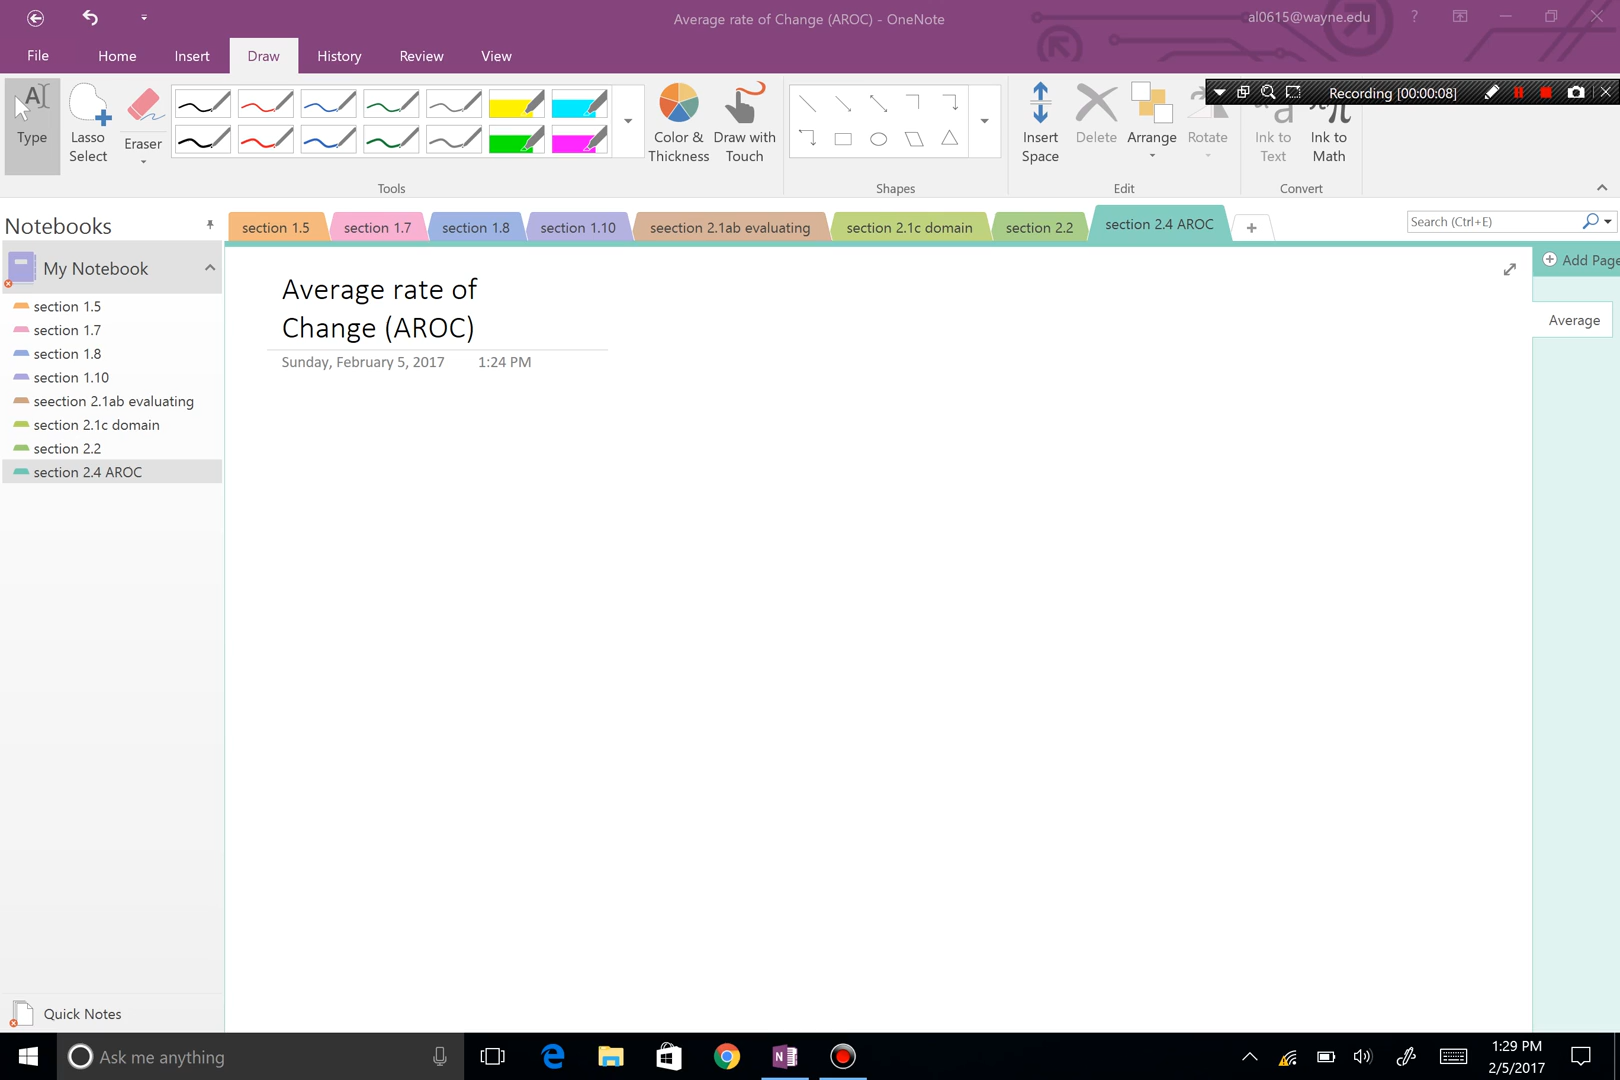 Average rate of Change (AROC) - OneNote
al0615@wayne.edu
?
File
Home
Insert
Draw
History
Review
View
Recording [00:00:08]
Type
Lasso
Select
Eraser
Color &
Thickness
Draw with
Touch
Insert
Space
Delete
Arrange
Rotate
Ink to
Text
Ink to
Math
Tools
Shapes
Edit
Convert
Notebooks
section 1.5
section 1.7
section 1.8
section 1.10
seection 2.1ab evaluating
section 2.1c domain
section 2.2
section 2.4 AROC
Search (Ctrl+E)
My Notebook
Add Page
section 1.5
section 1.7
section 1.8
section 1.10
seection 2.1ab evaluating
section 2.1c domain
section 2.2
section 2.4 AROC
Average rate of
Change (AROC)
Sunday, February 5, 2017 1:24 PM
Average
Quick Notes
Ask me anything
1:29 PM
2/5/2017